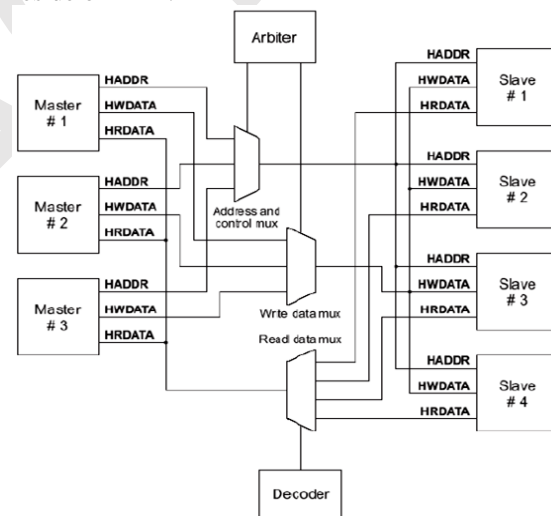 Arbiter
Master
# 1
HADDR
HWDATA
HRDATA
Master
# 2
HADDR
HWDATA
HRDATA
Master
# 3
HADDR
HWDATA
HRDATA
Address and
control mux
Write data mux
Read data mux
HADDR
HWDATA
HRDATA
Slave
# 1
HADDR
HWDATA
HRDATA
Slave
# 2
HADDR
HWDATA
HRDATA
Slave
# 3
HADDR
HWDATA
HRDATA
Slave
# 4
Decoder